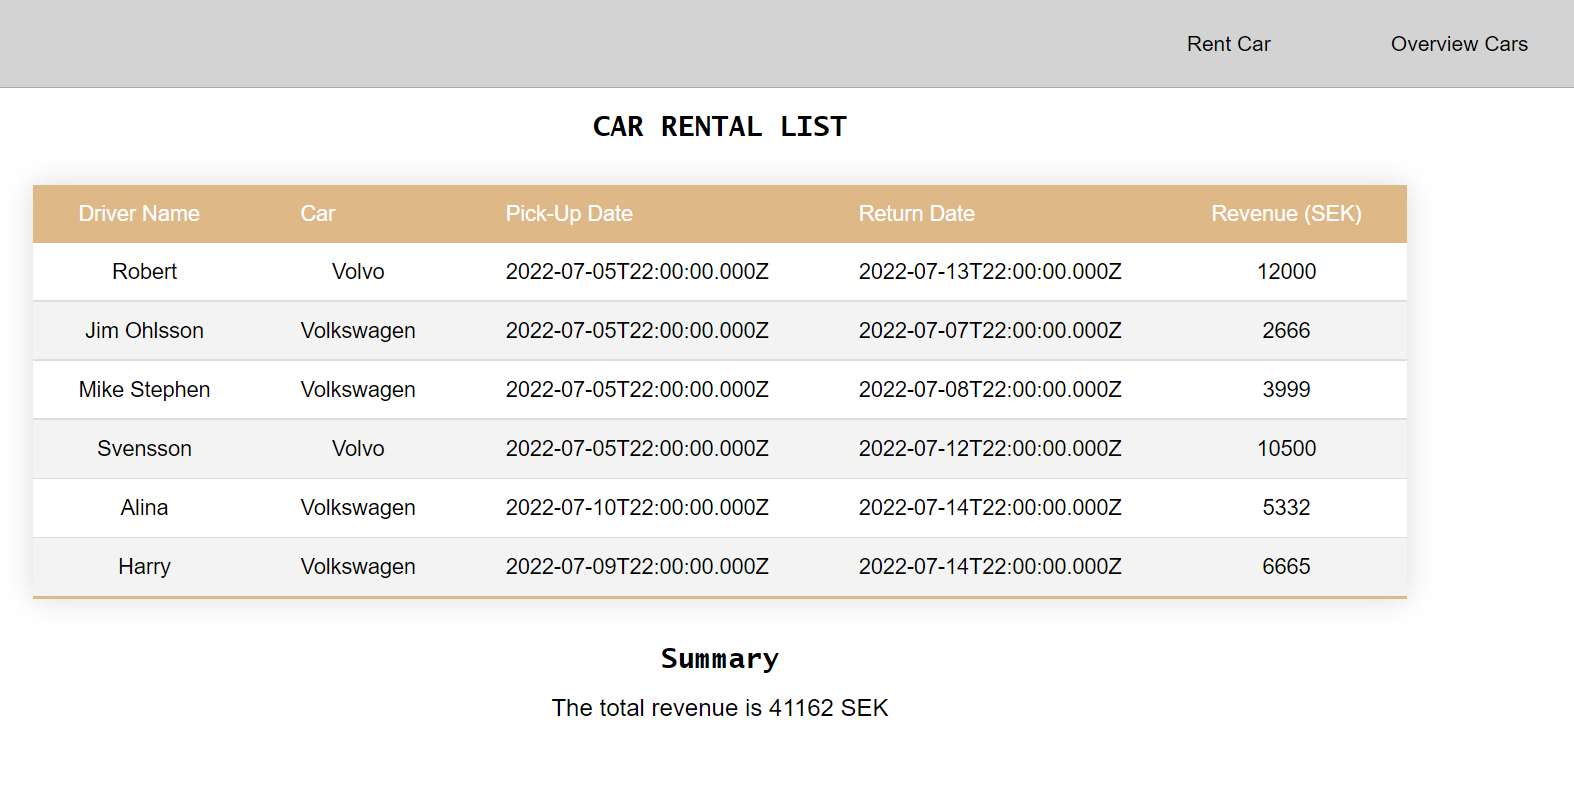 Rent Car Overview Cars
CAR RENTAL LIST
Driver Name Car Pick-Up Date Return Date Revenue (SEK)
Robert Volvo 2022-07-05T22:00:00.000Z 2022-07-13T22:00:00.000Z 12000
Jim Ohlsson Volkswagen 2022-07-05T22:00:00.000Z 2022-07-07T22:00:00.000Z 2666
Mike Stephen Volkswagen 2022-07-05T22:00:00.000Z 2022-07-08T22:00:00.000Z 3999
Svensson Volvo 2022-07-05T22:00:00.000Z 2022-07-12T22:00:00.000Z 10500
Alina Volkswagen 2022-07-10T22:00:00.000Z 2022-07-14T22:00:00.000Z 5332
Harry Volkswagen 2022-07-09T22:00:00.000Z 2022-07-14T22:00:00.000Z 6665
Summary
The total revenue is 41162 SEK